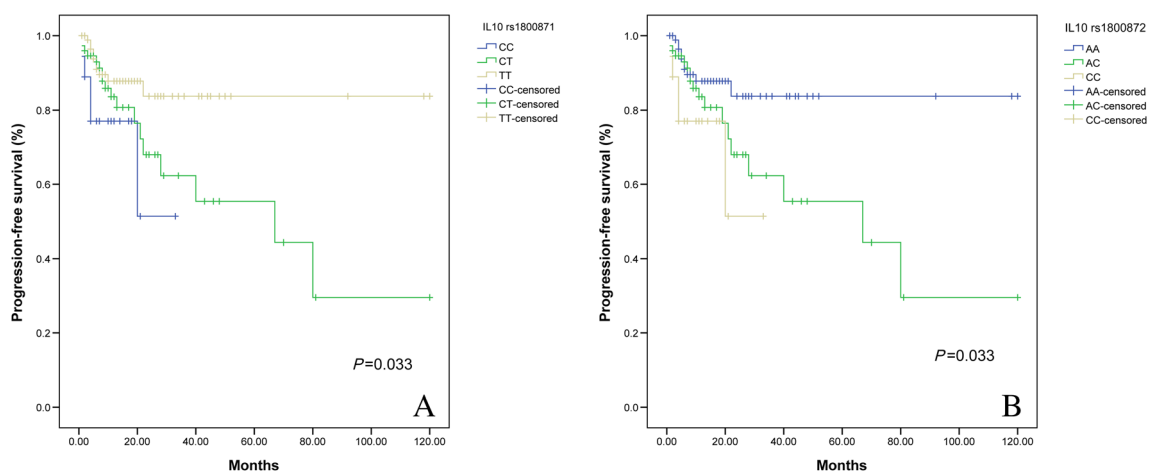 IL10 rs1800871
CC
CT
TT
CC-censored
CT-censored
TT-censored
Progression-free survival (%)
1.0
0.8
0.6
0.4
0.2
0.0
P=0.033
A
0.00 20.00 40.00 60.00 80.00 100.00 120.00
Months
IL10 rs1800872
AA
AC
CC
AA-censored
AC-censored
CC-censored
Progression-free survival (%)
1.0
0.8
0.6
0.4
0.2
0.0
P=0.033
B
0.00 20.00 40.00 60.00 80.00 100.00 120.00
Months